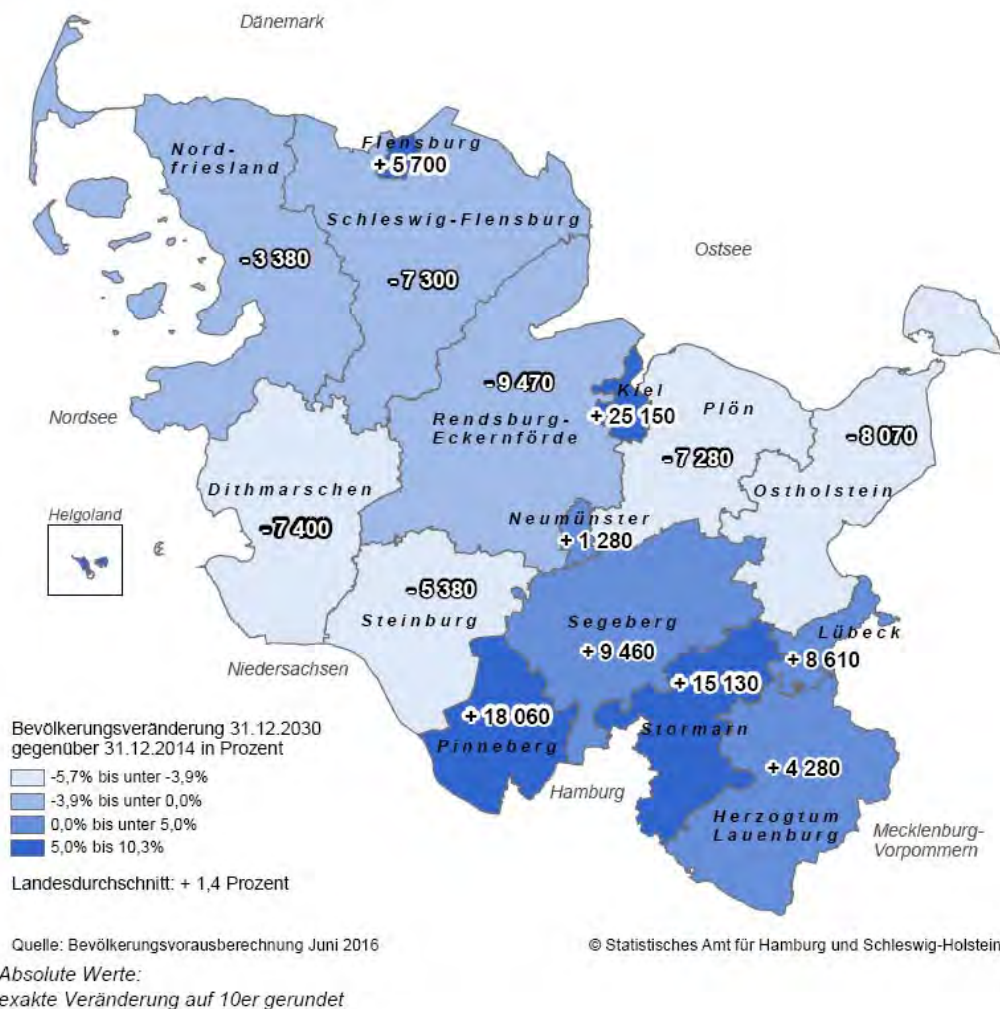 Dänemark
Flensburg
+ 5 700
Nord-
friesland
Schleswig-Flensburg
- 3 380
- 7 300
Ostsee
- 9 470
Kiel
+ 25 150
Plön
Nordsee
Rendsburg-
Eckernförde
- 8 070
- 7 280
Dithmarschen
Ostholstein
- 7 400
Helgoland
Neumünster
+ 1 280
- 5 380
Steinburg
Segeberg
+ 9 460
Lübeck
+ 8 610
Niedersachsen
+ 15 130
+ 18 060
Stormarn
Pinneberg
+ 4 280
Hamburg
Herzogtum
Lauenburg
Mecklenburg-
Vorpommern
Bevölkerungsveränderung 31.12.2030
gegenüber 31.12.2014 in Prozent
-5,7% bis unter -3,9%
-3,9% bis unter 0,0%
0,0% bis unter 5,0%
5,0% bis 10,3%
Landesdurchschnitt: + 1,4 Prozent
Quelle: Bevölkerungsvorausberechnung Juni 2016
© Statistisches Amt für Hamburg und Schleswig-Holstein
Absolute Werte:
exakte Veränderung auf 10er gerundet